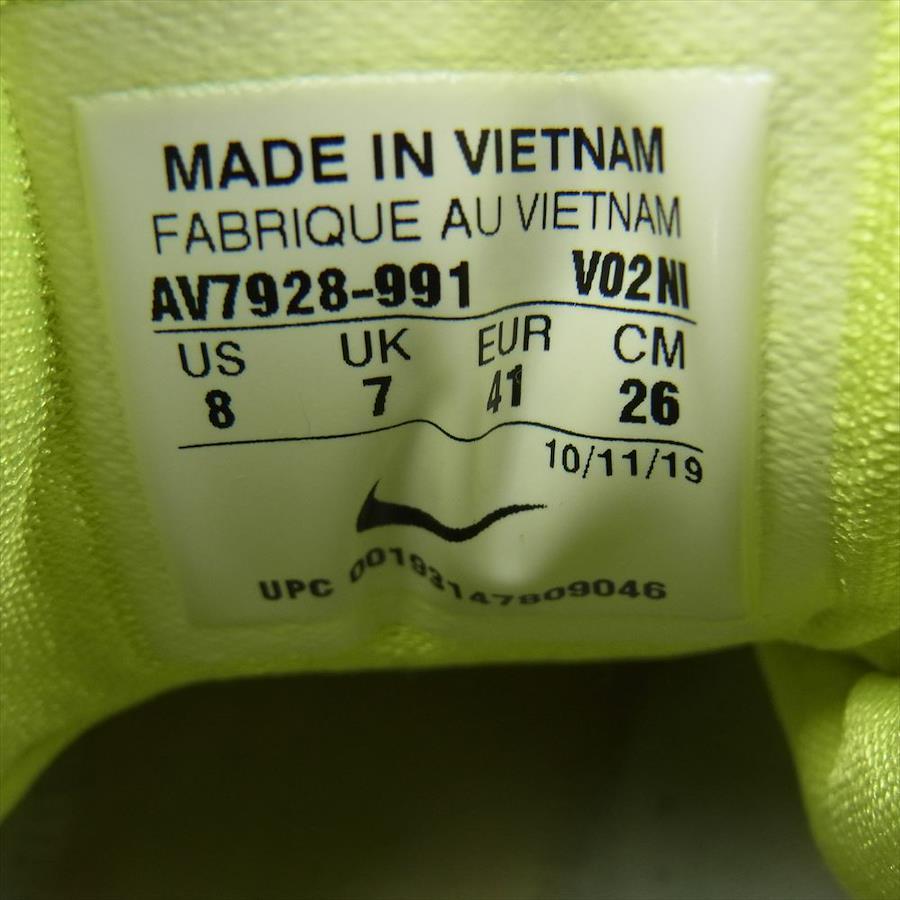 MADE IN VIETNAM
FABRIQUE AU VIETNAM
AV7928-991 V02NI
US UK EUR CM
8 7 41 26
10/11/19
UPC 00193147809046